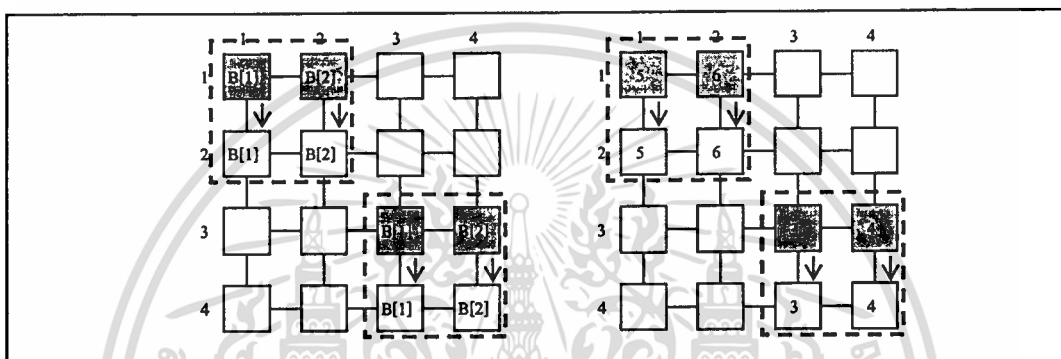 1 2 3 4 1 2 3 4
1 B[1] B[2] 1 5 6
2 B[1] B[2] 2 5 6
3 B[1] B[2] 3 4
4 B[1] B[2] 4 3 4